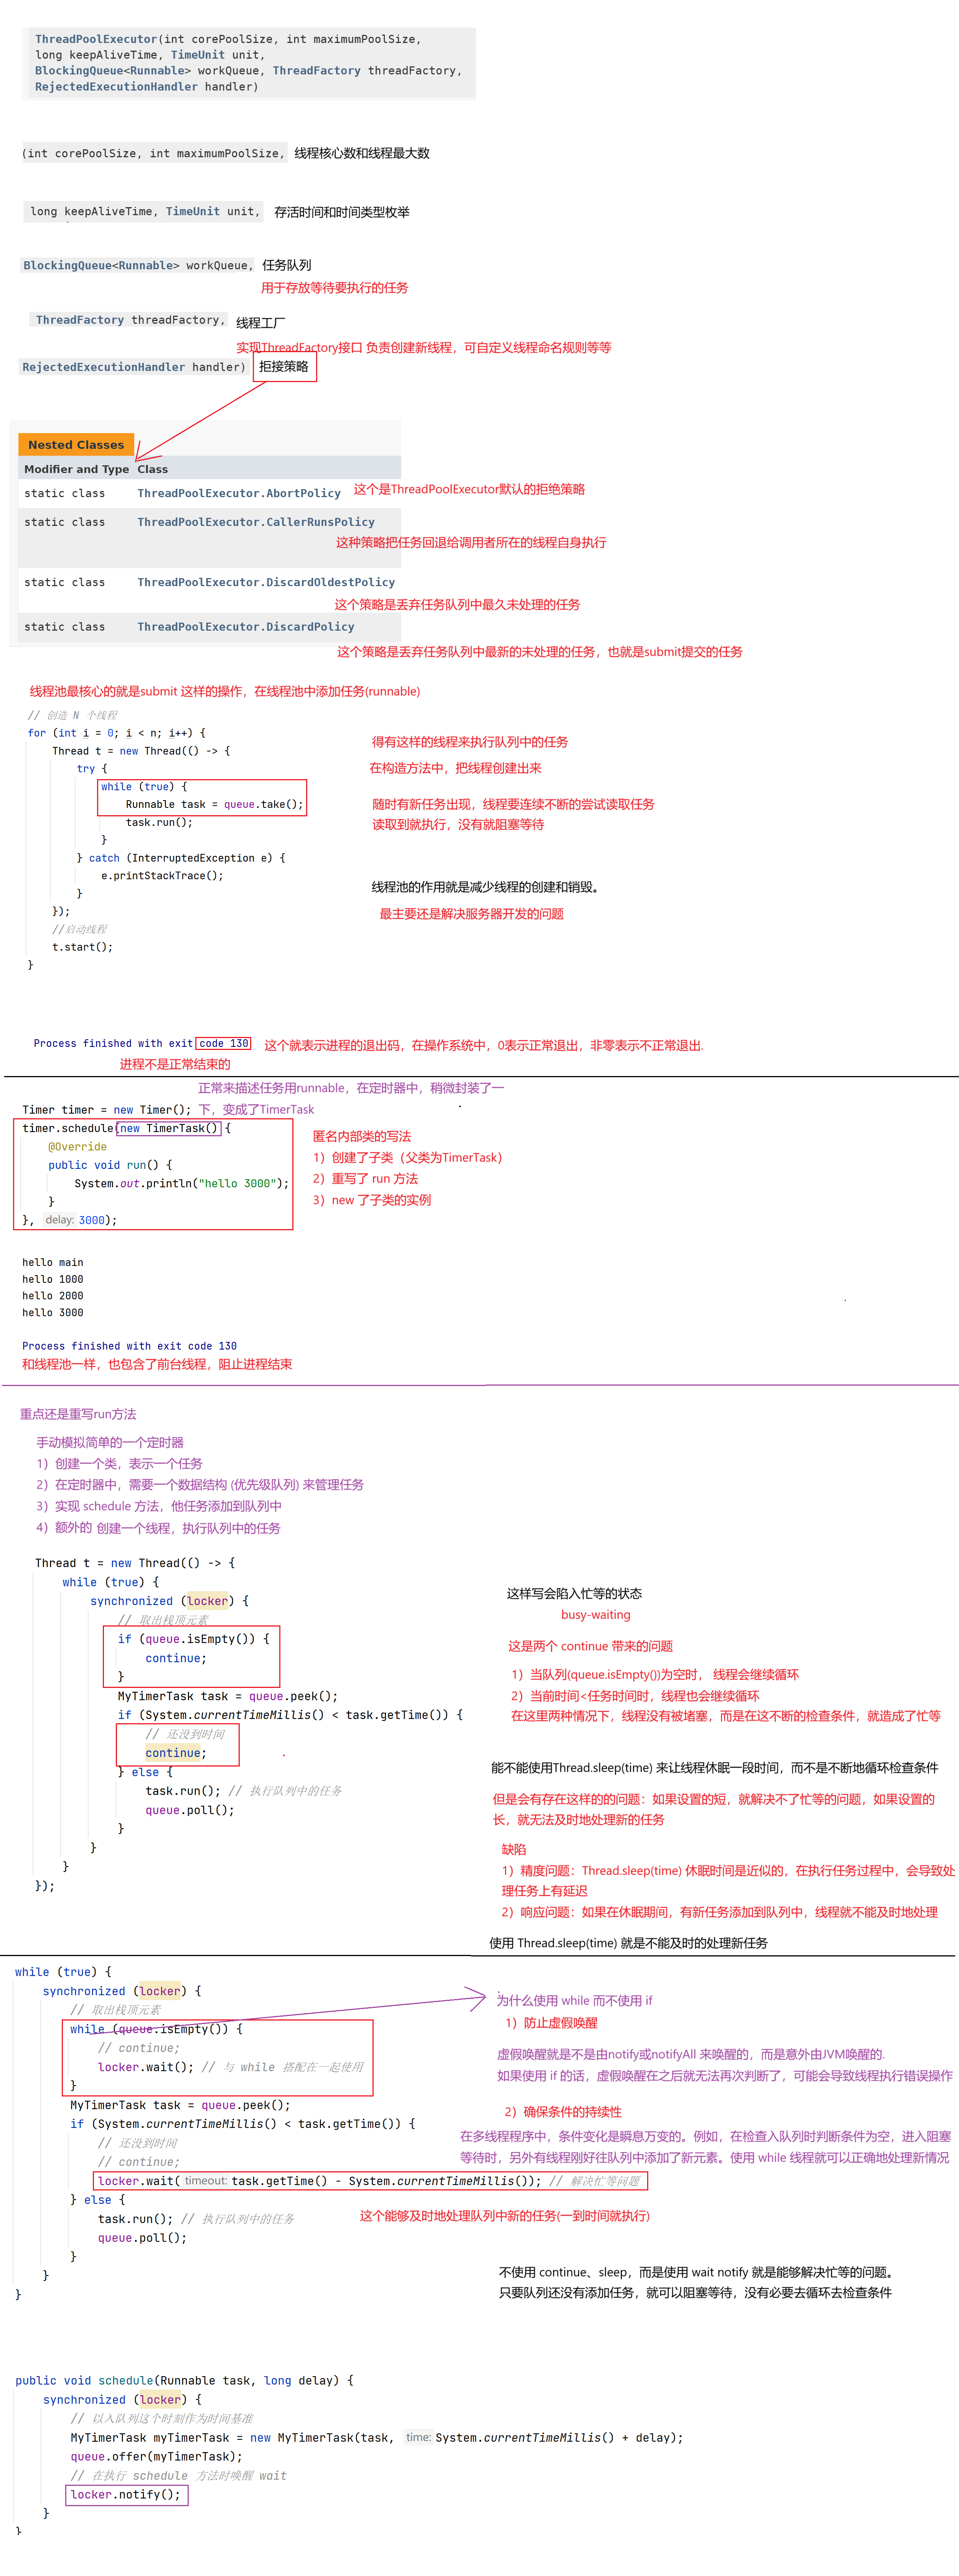 ThreadPoolExecutor(int corePoolSize, int maximumPoolSize,
long keepAliveTime, TimeUnit unit,
BlockingQueue<Runnable> workQueue, ThreadFactory threadFactory,
RejectedExecutionHandler handler)
(int corePoolSize, int maximumPoolSize, 线程核心数和线程最大数
long keepAliveTime, TimeUnit unit, 存活时间和时间类型枚举
BlockingQueue<Runnable> workQueue, 任务队列
用于存放等待要执行的任务
ThreadFactory threadFactory, 线程工厂
实现ThreadFactory接口 负责创建新线程，可自定义线程命名规则等等
RejectedExecutionHandler handler) 拒接策略
Nested Classes
Modifier and Type Class
static class ThreadPoolExecutor.AbortPolicy 这个是ThreadPoolExecutor默认的拒绝策略
static class ThreadPoolExecutor.CallerRunsPolicy
这种策略把任务回退给调用者所在的线程自身执行
static class ThreadPoolExecutor.DiscardOldestPolicy
这个策略是丢弃任务队列中最久未处理的任务
static class ThreadPoolExecutor.DiscardPolicy
这个策略是丢弃任务队列中最新的未处理的任务，也就是submit提交的任务
线程池最核心的就是submit 这样的操作，在线程池中添加任务(runnable)
// 创造 N 个线程
for (int i = 0; i < n; i++) {
Thread t = new Thread(() -> {
try {
while (true) {
Runnable task = queue.take();
task.run();
}
} catch (InterruptedException e) {
e.printStackTrace();
}
});
//启动线程
t.start();
}
得有这样的线程来执行队列中的任务
在构造方法中，把线程创建出来
随时有新任务出现，线程要连续不断的尝试读取任务
读取到就执行，没有就阻塞等待
线程池的作用就是减少线程的创建和销毁。
最主要还是解决服务器开发的问题
Process finished with exit code 130 这个就表示进程的退出码，在操作系统中，0表示正常退出，非零表示不正常退出.
进程不是正常结束的
正常来描述任务用runnable，在定时器中，稍微封装了一
下，变成了TimerTask
Timer timer = new Timer();
timer.schedule(new TimerTask() {
@Override
public void run() {
System.out.println("hello 3000");
}
}, delay: 3000);
匿名内部类的写法
1）创建了子类（父类为TimerTask）
2）重写了 run 方法
3）new 了子类的实例
hello main
hello 1000
hello 2000
hello 3000
Process finished with exit code 130
和线程池一样，也包含了前台线程，阻止进程结束
重点还是重写run方法
手动模拟简单的一个定时器
1）创建一个类，表示一个任务
2）在定时器中，需要一个数据结构 (优先级队列) 来管理任务
3）实现 schedule 方法，他任务添加到队列中
4）额外的 创建一个线程，执行队列中的任务
Thread t = new Thread(() -> {
while (true) {
synchronized (locker) {
// 取出栈顶元素
if (queue.isEmpty()) {
continue;
}
MyTimerTask task = queue.peek();
if (System.currentTimeMillis() < task.getTime()) {
// 还没到时间
continue;
} else {
task.run(); // 执行队列中的任务
queue.poll();
}
}
}
});
这样写会陷入忙等的状态
busy-waiting
这是两个 continue 带来的问题
1）当队列(queue.isEmpty())为空时， 线程会继续循环
2）当前时间<任务时间时，线程也会继续循环
在这里两种情况下，线程没有被堵塞，而是在这不断的检查条件，就造成了忙等
能不能使用Thread.sleep(time) 来让线程休眠一段时间，而不是不断地循环检查条件
但是会有存在这样的的问题：如果设置的短，就解决不了忙等的问题，如果设置的
长，就无法及时地处理新的任务
缺陷
1）精度问题：Thread.sleep(time) 休眠时间是近似的，在执行任务过程中，会导致处
理任务上有延迟
2）响应问题：如果在休眠期间，有新任务添加到队列中，线程就不能及时地处理
使用 Thread.sleep(time) 就是不能及时的处理新任务
while (true) {
synchronized (locker) {
// 取出栈顶元素
while (queue.isEmpty()) {
// continue;
locker.wait(); // 与 while 搭配在一起使用
}
MyTimerTask task = queue.peek();
if (System.currentTimeMillis() < task.getTime()) {
// 还没到时间
// continue;
locker.wait( timeout: task.getTime() - System.currentTimeMillis()); // 解决忙等问题
} else {
task.run(); // 执行队列中的任务
queue.poll();
}
}
}
为什么使用 while 而不使用 if
1）防止虚假唤醒
虚假唤醒就是不是由notify或notifyAll 来唤醒的，而是意外由JVM唤醒的.
如果使用 if 的话，虚假唤醒在之后就无法再次判断了，可能会导致线程执行错误操作
2）确保条件的持续性
在多线程程序中，条件变化是瞬息万变的。例如，在检查入队列时判断条件为空，进入阻塞
等待时，另外有线程刚好往队列中添加了新元素。使用 while 线程就可以正确地处理新情况
这个能够及时地处理队列中新的任务(一到时间就执行)
不使用 continue、sleep，而是使用 wait notify 就是能够解决忙等的问题。
只要队列还没有添加任务，就可以阻塞等待，没有必要去循环去检查条件
public void schedule(Runnable task, long delay) {
synchronized (locker) {
// 以入队列这个时刻作为时间基准
MyTimerTask myTimerTask = new MyTimerTask(task, time: System.currentTimeMillis() + delay);
queue.offer(myTimerTask);
// 在执行 schedule 方法时唤醒 wait
locker.notify();
}
}